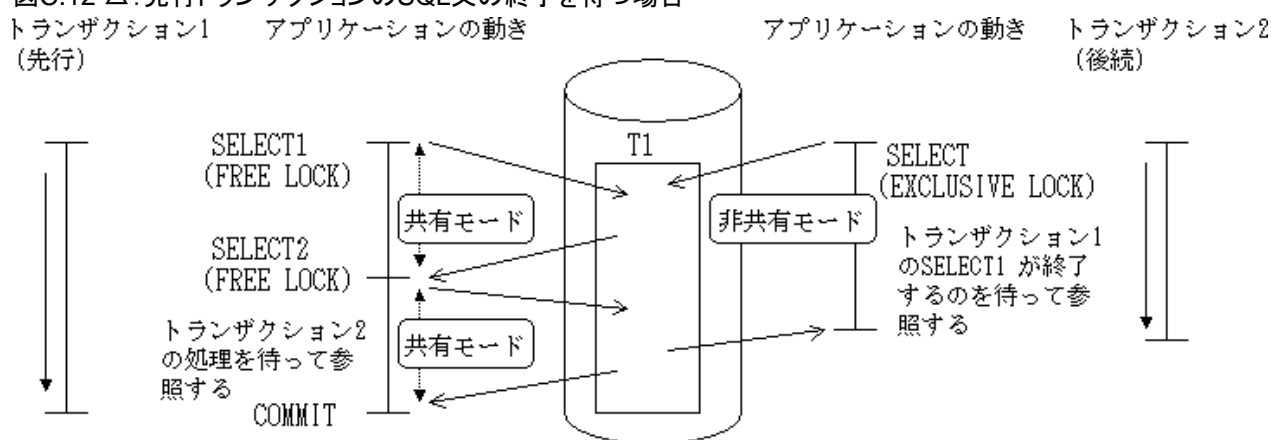 図C.12 △:先行トランザクションのSQL文の終了を待つ場合
トランザクション1
(先行)
アプリケーションの動き
アプリケーションの動き
トランザクション2
(後続)
SELECT1
(FREE LOCK)
共有モード
SELECT2
(FREE LOCK)
トランザクション2
の処理を待って参
照する
共有モード
COMMIT
T1
非共有モード
SELECT
(EXCLUSIVE LOCK)
トランザクション1
のSELECT1 が終了
するのを待って参
照する